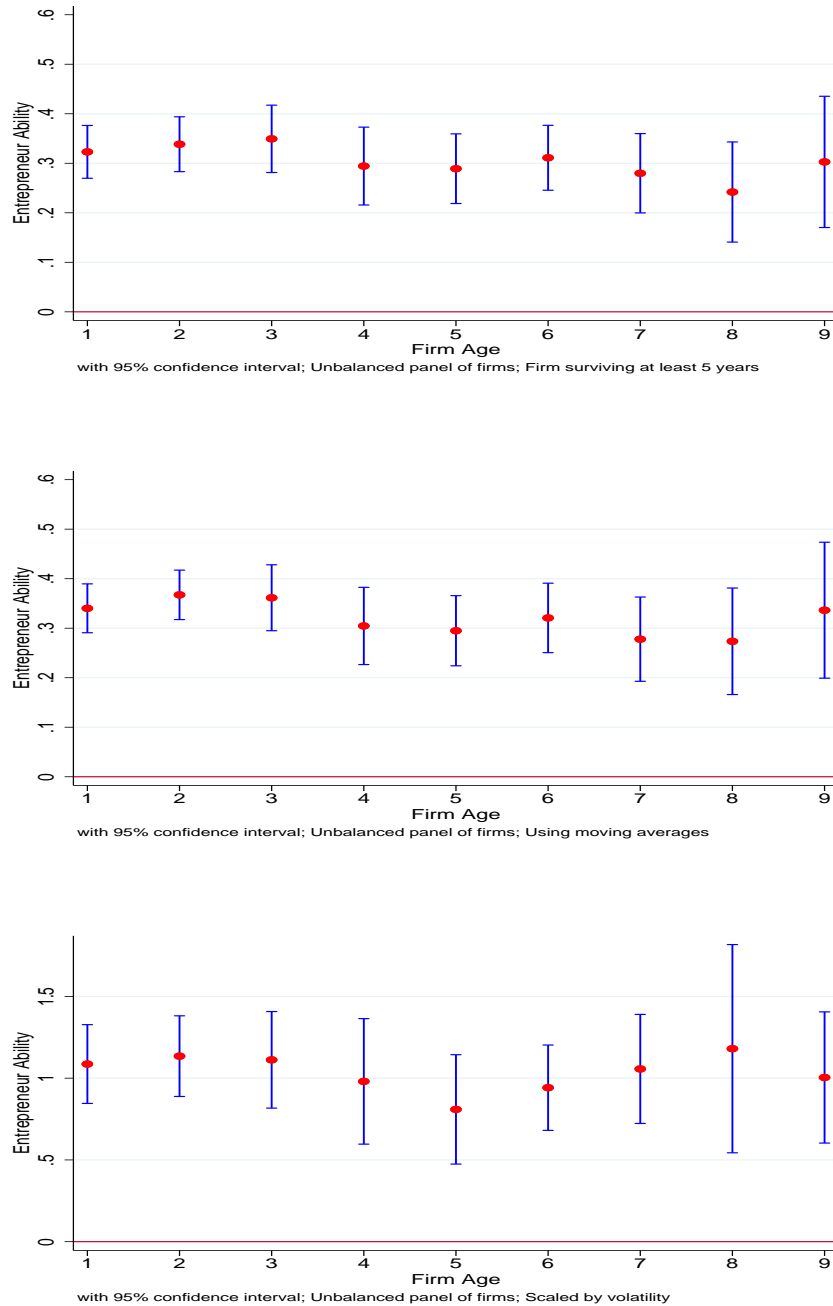 .6
.5
.4
.3
.2
.1
0
Entrepreneur Ability
1 2 3 4 5 6 7 8 9
Firm Age
with 95% confidence interval; Unbalanced panel of firms; Firm surviving at least 5 years
.6
.5
.4
.3
.2
.1
0
Entrepreneur Ability
1 2 3 4 5 6 7 8 9
Firm Age
with 95% confidence interval; Unbalanced panel of firms; Using moving averages
1.5
1
.5
0
Entrepreneur Ability
1 2 3 4 5 6 7 8 9
Firm Age
with 95% confidence interval; Unbalanced panel of firms; Scaled by volatility